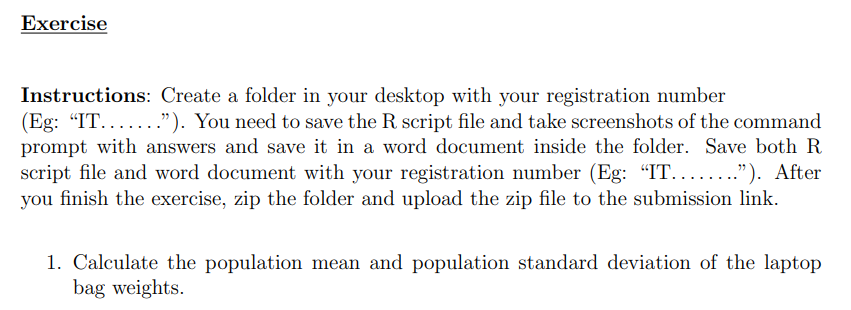 Exercise
Instructions: Create a folder in your desktop with your registration number
(Eg: “IT.......”). You need to save the R script file and take screenshots of the command
prompt with answers and save it in a word document inside the folder. Save both R
script file and word document with your registration number (Eg: “IT........”). After
you finish the exercise, zip the folder and upload the zip file to the submission link.
1. Calculate the population mean and population standard deviation of the laptop
bag weights.